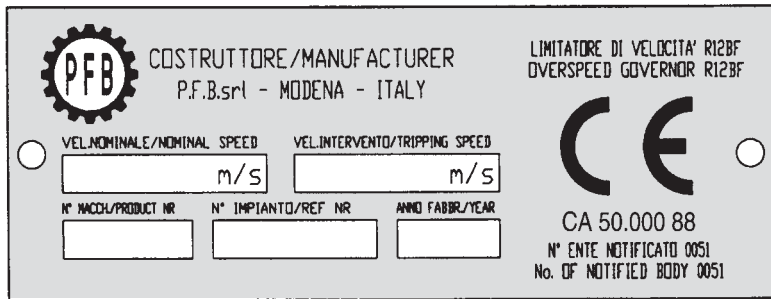 PFB
COSTRUTTORE/MANUFACTURER
P.F.B.srl - MODENA - ITALY
LIMITATORE DI VELOCITA' R12BF
OVERSPEED GOVERNOR R12BF
VEL.NOMINALE/NOMINAL SPEED
VEL.INTERVENTO/TRIPPING SPEED
m/s
m/s
N° MACCH/PRODUCT NR
N° IMPIANTO/REF NR
ANNO FABBR./YEAR
CE
CA 50.000 88
N° ENTE NOTIFICATO 0051
No. OF NOTIFIED BODY 0051